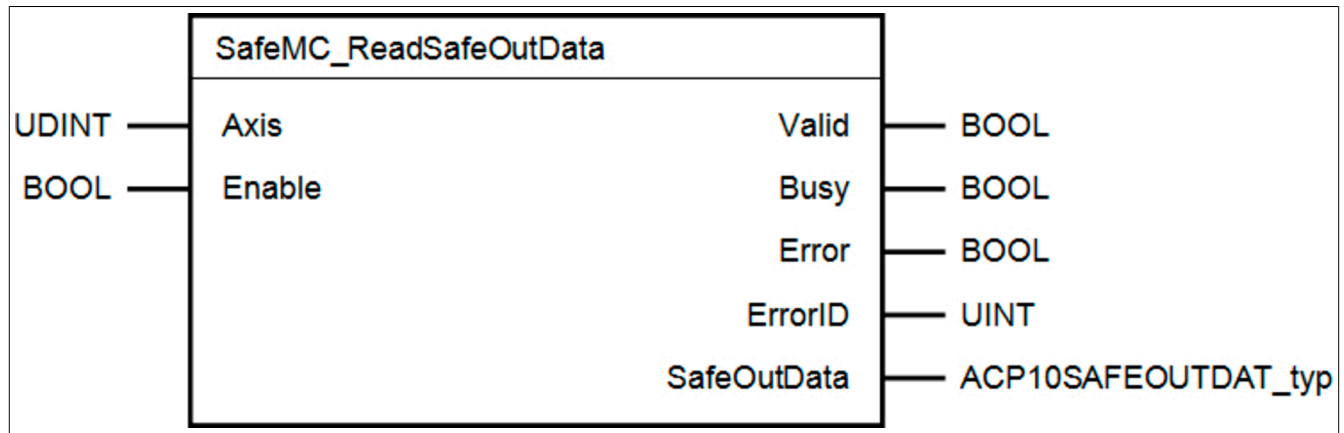 SafeMC_ReadSafeOutData
UDINT Axis Valid BOOL
BOOL Enable Busy BOOL
Error BOOL
ErrorID UINT
SafeOutData ACP10SAFEOUTDAT_typ